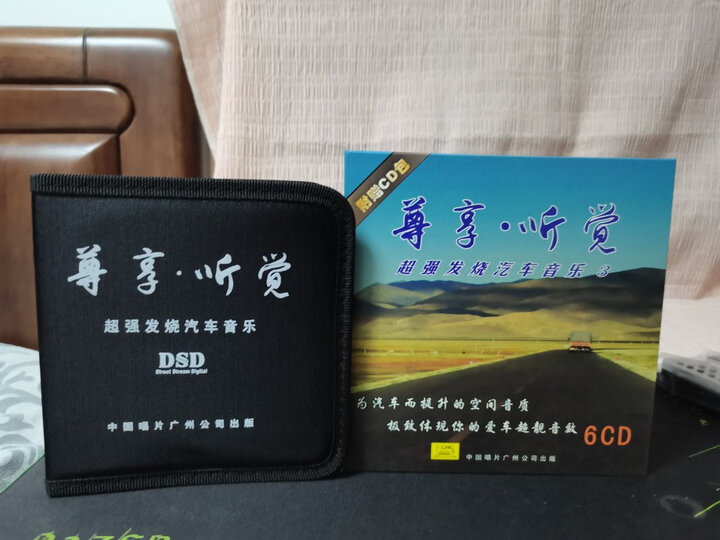 尊享·听觉
超强发烧汽车音乐
DSD
Direct Stream Digital
中国唱片广州公司出版
附赠CD包
尊享·听觉
超强发烧汽车音乐 3
为汽车而提升的空间音质
极致体现你的爱车超靓音效
6CD
中国唱片广州公司出版